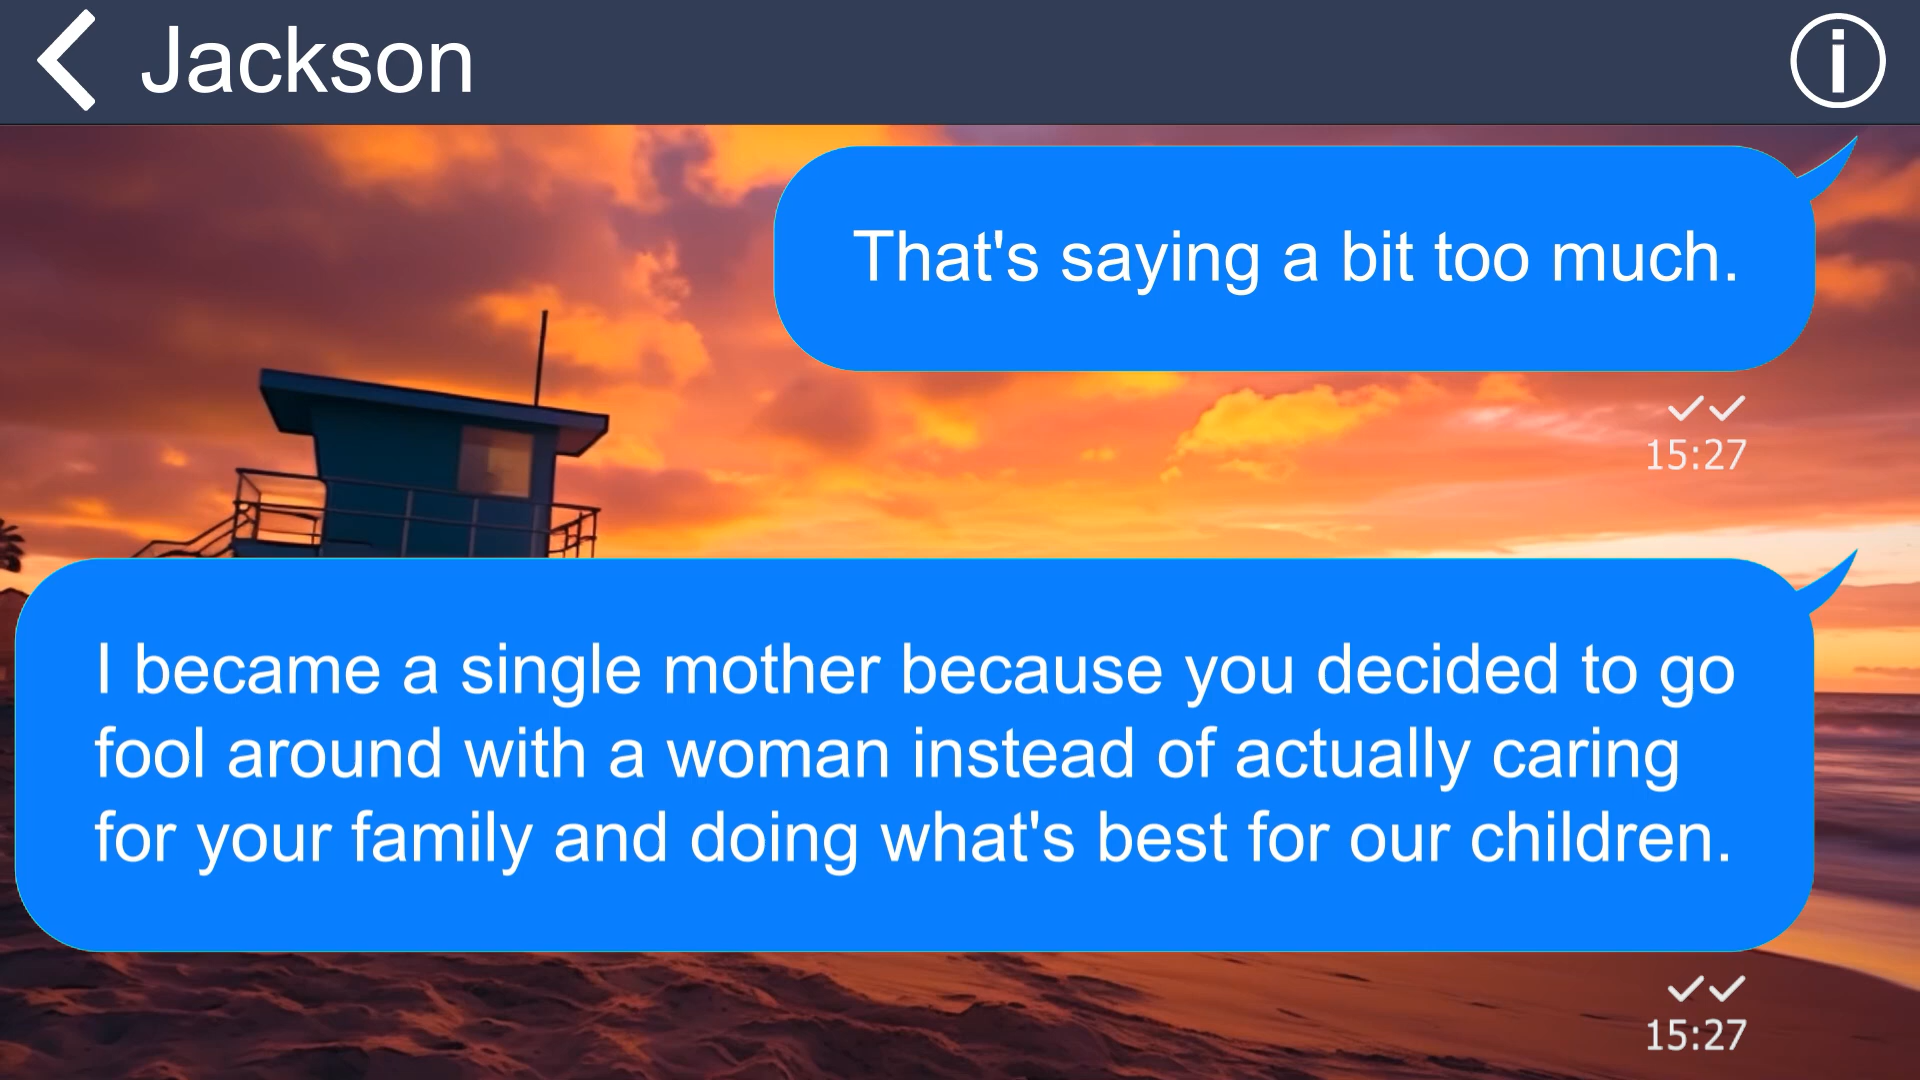 Jackson
That's saying a bit too much.
15:27
I became a single mother because you decided to go
fool around with a woman instead of actually caring
for your family and doing what's best for our children.
15:27